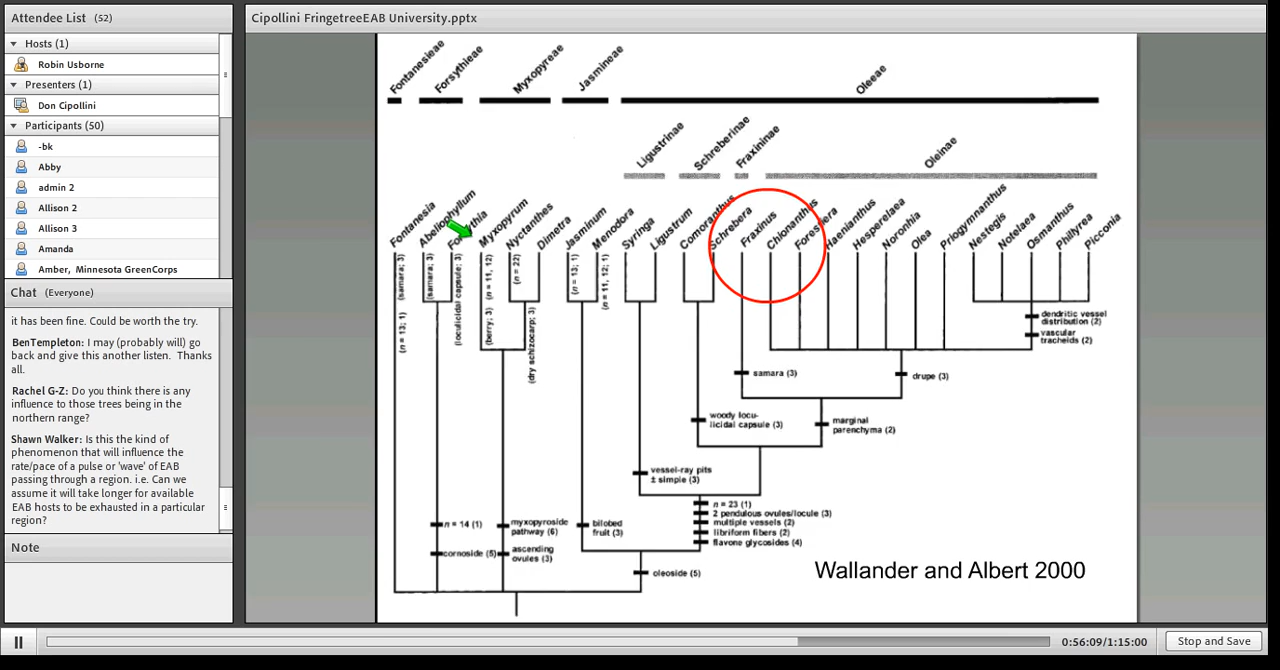 Attendee List (52)
Hosts (1)
Robin Usborne
Presenters (1)
Don Cipollini
Participants (50)
-bk
Abby
admin 2
Allison 2
Allison 3
Amanda
Amber, Minnesota GreenCorps
Chat (Everyone)
it has been fine. Could be worth the try.
BenTempleton: I may (probably will) go
back and give this another listen. Thanks
all.
Rachel G-Z: Do you think there is any
influence to those trees being in the
northern range?
Shawn Walker: Is this the kind of
phenomenon that will influence the
rate/pace of a pulse or 'wave' of EAB
passing through a region. i.e. Can we
assume it will take longer for available
EAB hosts to be exhausted in a particular
region?
Note
Cipollini FringetreeEAB University.pptx
Fontanesieae
Forsythieae
Myxopyreae
Jasmineae
Oleeae
Ligustrinae
Schreberinae
Fraxininae
Oleinae
Fontanesia
Abeliophyllum
Myxopyrum
Nyctanthes
Dimetra
Jasminum
Menodora
Syringa
Ligustrum
Comoranthus
Schrebera
Fraxinus
Chionanthus
Forestiera
Haenianthus
Hesperelaea
Noronhia
Olea
Priogymnanthus
Nestegis
Notelaea
Osmanthus
Phillyrea
Picconia
(n = 13; 1) (samara; 3)
(samara; 3)
(loculicidal capsule; 3)
(berry; 3) (n = 11, 12)
(n = 22)
(dry schizocarp; 3)
(n = 13; 1)
(n = 11, 12; 1)
dendritic vessel
distribution (2)
vascular
tracheids (2)
samara (3)
drupe (3)
woody locu-
licidal capsule (3)
marginal
parenchyma (2)
vessel-ray pits
± simple (3)
n = 23 (1)
2 pendulous ovules/locule (3)
multiple vessels (2)
libriform fibers (2)
flavone glycosides (4)
n = 14 (1)
cornoside (5)
myxopyroside
pathway (6)
ascending
ovules (3)
bilobed
fruit (3)
oleoside (5)
Wallander and Albert 2000
0:56:09/1:15:00
Stop and Save